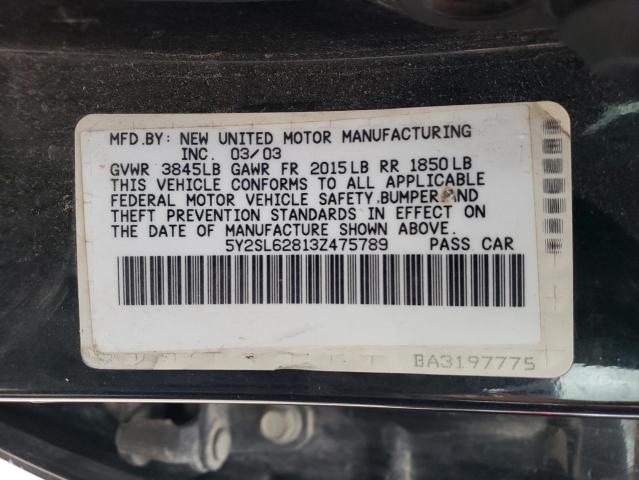 MFD.BY: NEW UNITED MOTOR MANUFACTURING
INC. 03/03
GVWR 3845LB GAWR FR 2015LB RR 1850LB
THIS VEHICLE CONFORMS TO ALL APPLICABLE
FEDERAL MOTOR VEHICLE SAFETY.BUMPER AND
THEFT PREVENTION STANDARDS IN EFFECT ON
THE DATE OF MANUFACTURE SHOWN ABOVE.
5Y2SL62813Z475789 PASS CAR
BA3197775